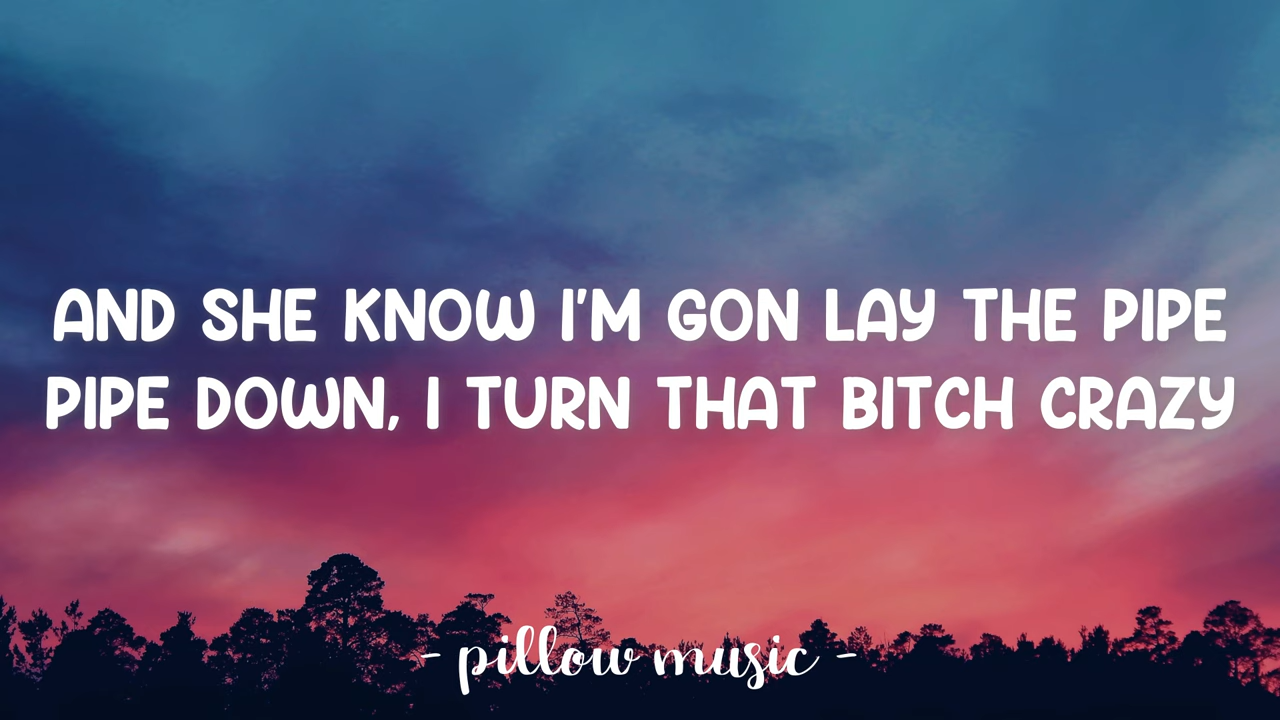 AND SHE KNOW I'M GON LAY THE PIPE
PIPE DOWN, I TURN THAT BITCH CRAZY
- pillow music -